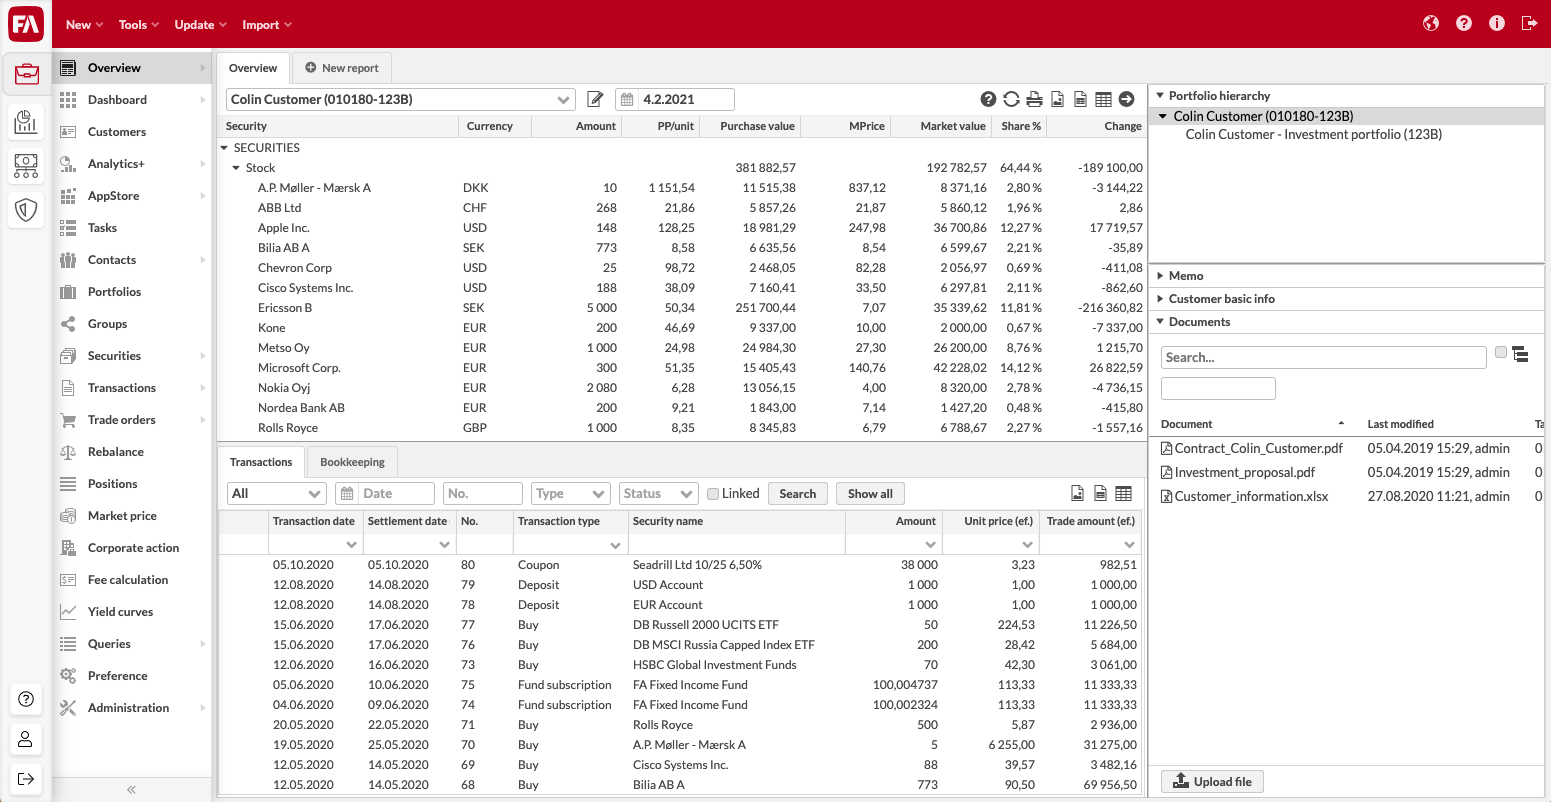 FA New Tools Update Import
Overview
Dashboard
Customers
Analytics+
AppStore
Tasks
Contacts
Portfolios
Groups
Securities
Transactions
Trade orders
Rebalance
Positions
Market price
Corporate action
Fee calculation
Yield curves
Queries
Preference
Administration
Overview New report
Colin Customer (010180-123B) 4.2.2021
Security Currency Amount PP/unit Purchase value MPrice Market value Share % Change
SECURITIES
Stock 381 882,57 192 782,57 64,44 % -189 100,00
A.P. Møller - Mærsk A DKK 10 1 151,54 11 515,38 837,12 8 371,16 2,80 % -3 144,22
ABB Ltd CHF 268 21,86 5 857,26 21,87 5 860,12 1,96 % 2,86
Apple Inc. USD 148 128,25 18 981,29 247,98 36 700,86 12,27 % 17 719,57
Bilia AB A SEK 773 8,58 6 635,56 8,54 6 599,67 2,21 % -35,89
Chevron Corp USD 25 98,72 2 468,05 82,28 2 056,97 0,69 % -411,08
Cisco Systems Inc. USD 188 38,09 7 160,41 33,50 6 297,81 2,11 % -862,60
Ericsson B SEK 5 000 50,34 251 700,44 7,07 35 339,62 11,81 % -216 360,82
Kone EUR 200 46,69 9 337,00 10,00 2 000,00 0,67 % -7 337,00
Metso Oy EUR 1 000 24,98 24 984,30 27,30 26 200,00 8,76 % 1 215,70
Microsoft Corp. EUR 300 51,35 15 405,43 140,76 42 228,02 14,12 % 26 822,59
Nokia Oyj EUR 2 080 6,28 13 056,15 4,00 8 320,00 2,78 % -4 736,15
Nordea Bank AB EUR 200 9,21 1 843,00 7,14 1 427,20 0,48 % -415,80
Rolls Royce GBP 1 000 8,35 8 345,83 6,79 6 788,67 2,27 % -1 557,16
Transactions Bookkeeping
All Date No. Type Status Linked Search Show all
Transaction date Settlement date No. Transaction type Security name Amount Unit price (ef.) Trade amount (ef.)
05.10.2020 05.10.2020 80 Coupon Seadrill Ltd 10/25 6,50% 38 000 3,23 982,51
12.08.2020 14.08.2020 79 Deposit USD Account 1 000 1,00 1 000,00
12.08.2020 14.08.2020 78 Deposit EUR Account 1 000 1,00 1 000,00
15.06.2020 17.06.2020 77 Buy DB Russell 2000 UCITS ETF 50 224,53 11 226,50
15.06.2020 17.06.2020 76 Buy DB MSCI Russia Capped Index ETF 200 28,42 5 684,00
12.06.2020 16.06.2020 73 Buy HSBC Global Investment Funds 70 42,30 3 061,00
05.06.2020 10.06.2020 75 Fund subscription FA Fixed Income Fund 100,004737 113,33 11 333,33
04.06.2020 09.06.2020 74 Fund subscription FA Fixed Income Fund 100,002324 113,33 11 333,33
20.05.2020 22.05.2020 71 Buy Rolls Royce 500 5,87 2 936,00
19.05.2020 25.05.2020 70 Buy A.P. Møller - Mærsk A 5 6 255,00 31 275,00
12.05.2020 14.05.2020 69 Buy Cisco Systems Inc. 88 39,57 3 482,16
12.05.2020 14.05.2020 68 Buy Bilia AB A 773 90,50 69 956,50
Portfolio hierarchy
Colin Customer (010180-123B)
Colin Customer - Investment portfolio (123B)
Memo
Customer basic info
Documents
Search...
Document Last modified Ta
Contract_Colin_Customer.pdf 05.04.2019 15:29, admin 0
Investment_proposal.pdf 05.04.2019 15:29, admin 0
Customer_information.xlsx 27.08.2020 11:21, admin 0
Upload file